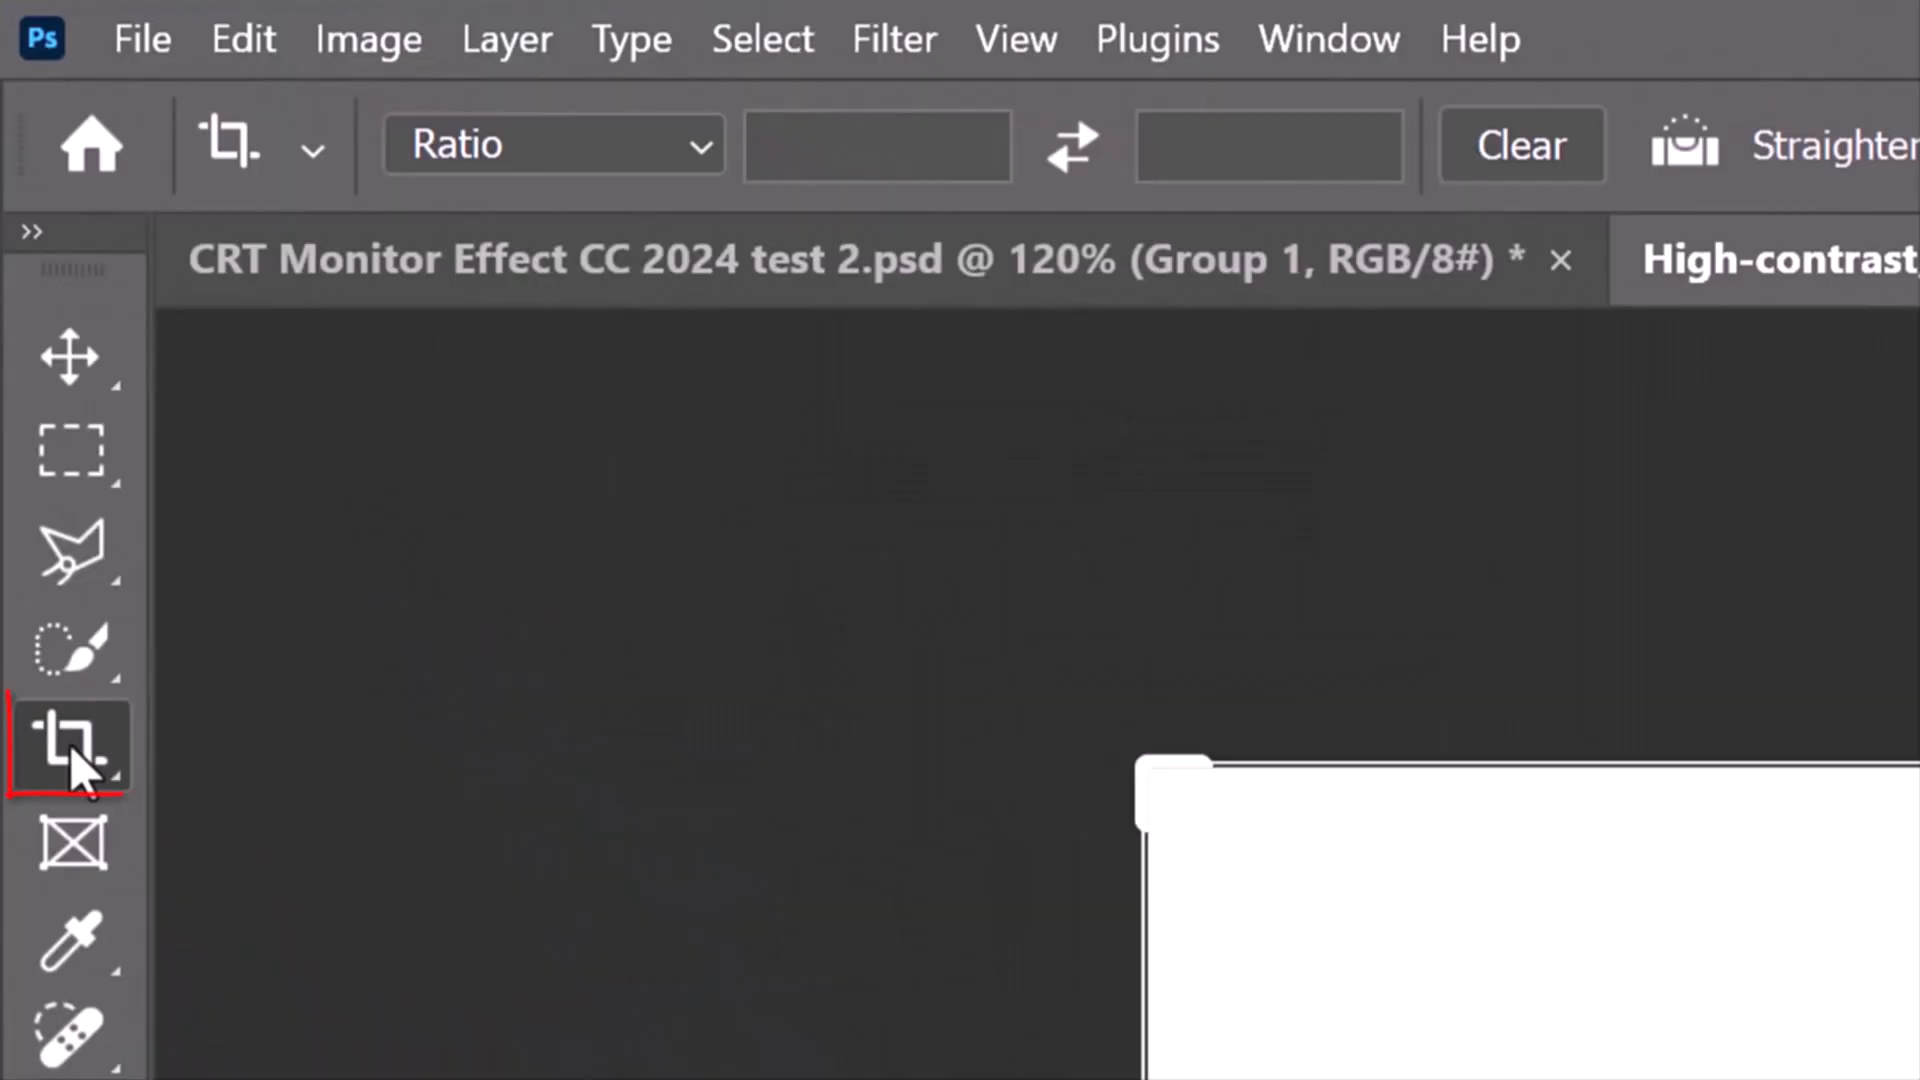 Ps File Edit Image Layer Type Select Filter View Plugins Window Help
Ratio Clear Straighten
CRT Monitor Effect CC 2024 test 2.psd @ 120% (Group 1, RGB/8#) * × High-contrast,